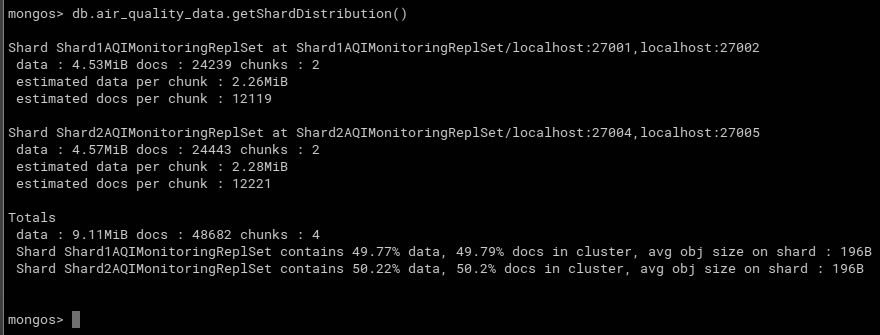 mongos> db.air_quality_data.getShardDistribution()
Shard Shard1AQIMonitoringReplSet at Shard1AQIMonitoringReplSet/localhost:27001,localhost:27002
data : 4.53MiB docs : 24239 chunks : 2
estimated data per chunk : 2.26MiB
estimated docs per chunk : 12119
Shard Shard2AQIMonitoringReplSet at Shard2AQIMonitoringReplSet/localhost:27004,localhost:27005
data : 4.57MiB docs : 24443 chunks : 2
estimated data per chunk : 2.28MiB
estimated docs per chunk : 12221
Totals
data : 9.11MiB docs : 48682 chunks : 4
Shard Shard1AQIMonitoringReplSet contains 49.77% data, 49.79% docs in cluster, avg obj size on shard : 196B
Shard Shard2AQIMonitoringReplSet contains 50.22% data, 50.2% docs in cluster, avg obj size on shard : 196B
mongos>